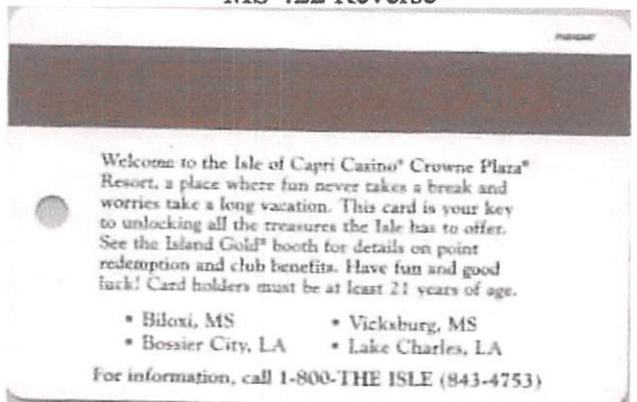 MS-422 Reverse
Welcome to the Isle of Capri Casino® Crowne Plaza®
Resort, a place where fun never takes a break and
worries take a long vacation. This card is your key
to unlocking all the treasures the Isle has to offer.
See the Island Gold® booth for details on point
redemption and club benefits. Have fun and good
luck! Card holders must be at least 21 years of age.
• Biloxi, MS • Vicksburg, MS
• Bossier City, LA • Lake Charles, LA
For information, call 1-800-THE ISLE (843-4753)